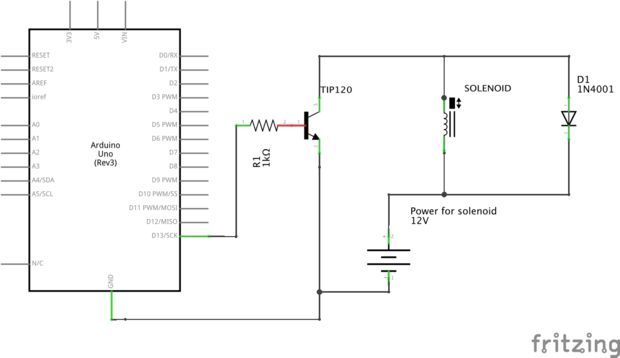 3V3
5V
VIN
RESET
RESET2
AREF
ioref
A0
A1
A2
A3
A4/SDA
A5/SCL
N/C
GND
Arduino
Uno
(Rev3)
D0/RX
D1/TX
D2
D3 PWM
D4
D5 PWM
D6 PWM
D7
D8
D9 PWM
D10 PWM/SS
D11 PWM/MOSI
D12/MISO
D13/SCK
R1
1kΩ
TIP120
SOLENOID
D1
1N4001
Power for solenoid
12V
fritzing